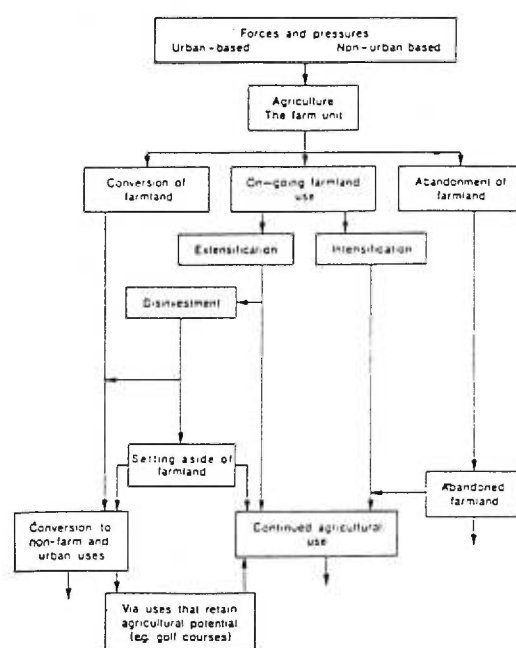 Forces and pressures
Urban-based Non-urban based
Agriculture
The farm unit
Conversion of
farmland
On-going farmland
use
Abandonment of
farmland
Extensification
Intensification
Disinvestment
Setting aside of
farmland
Abandoned
farmland
Conversion to
non-farm and
urban uses
Continued agricultural
use
Via uses that retain
agricultural potential
(eg. golf courses)